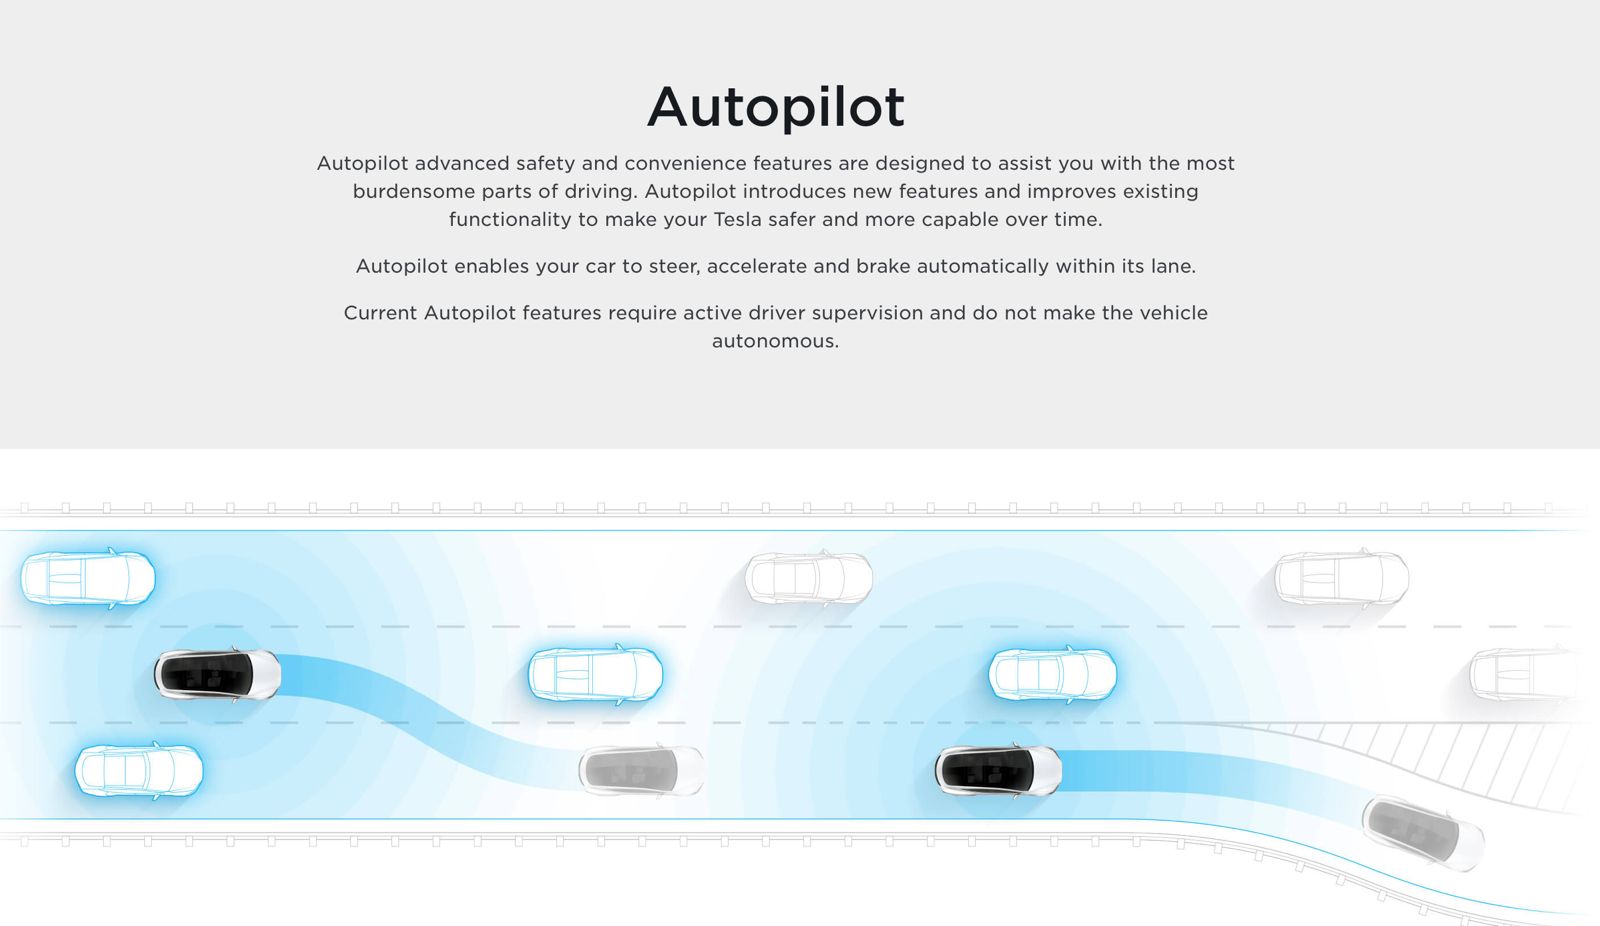 Autopilot
Autopilot advanced safety and convenience features are designed to assist you with the most
burdensome parts of driving. Autopilot introduces new features and improves existing
functionality to make your Tesla safer and more capable over time.
Autopilot enables your car to steer, accelerate and brake automatically within its lane.
Current Autopilot features require active driver supervision and do not make the vehicle
autonomous.